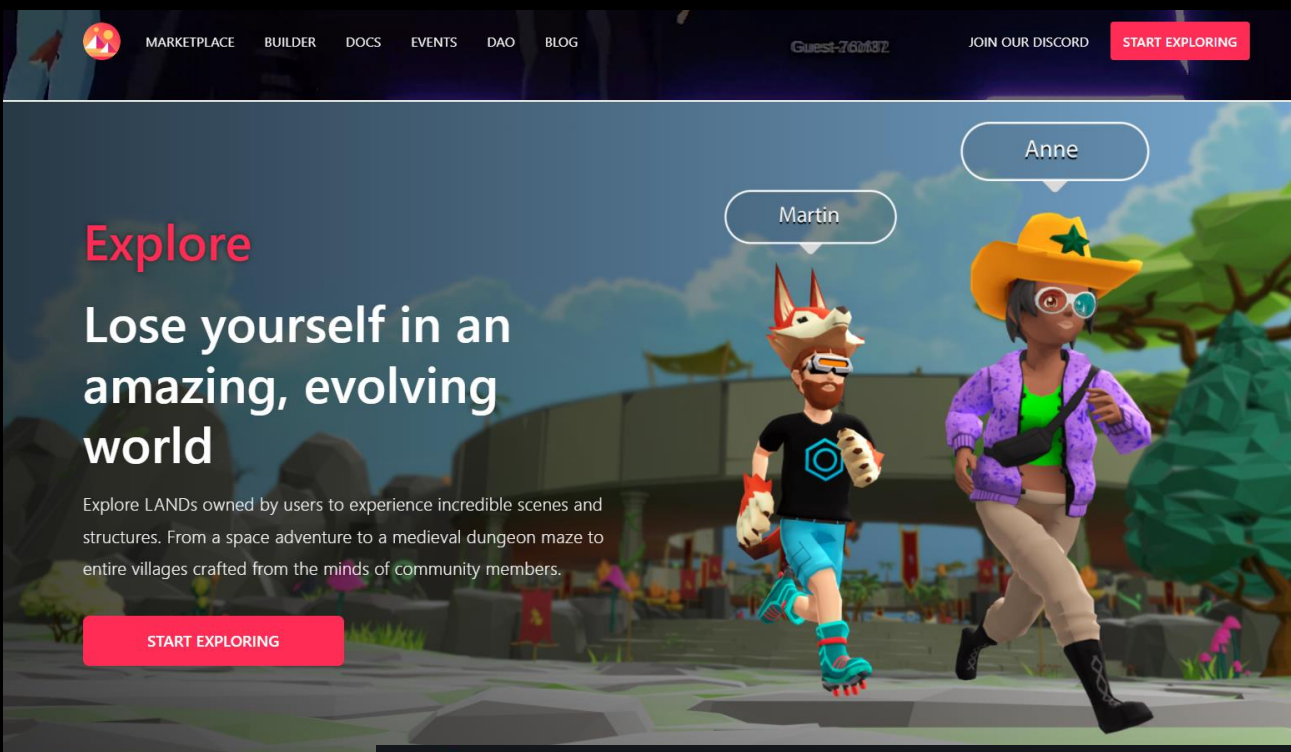 MARKETPLACE BUILDER DOCS EVENTS DAO BLOG JOIN OUR DISCORD START EXPLORING
Anne
Martin
Explore
Lose yourself in an
amazing, evolving
world
Explore LANDs owned by users to experience incredible scenes and
structures. From a space adventure to a medieval dungeon maze to
entire villages crafted from the minds of community members.
START EXPLORING